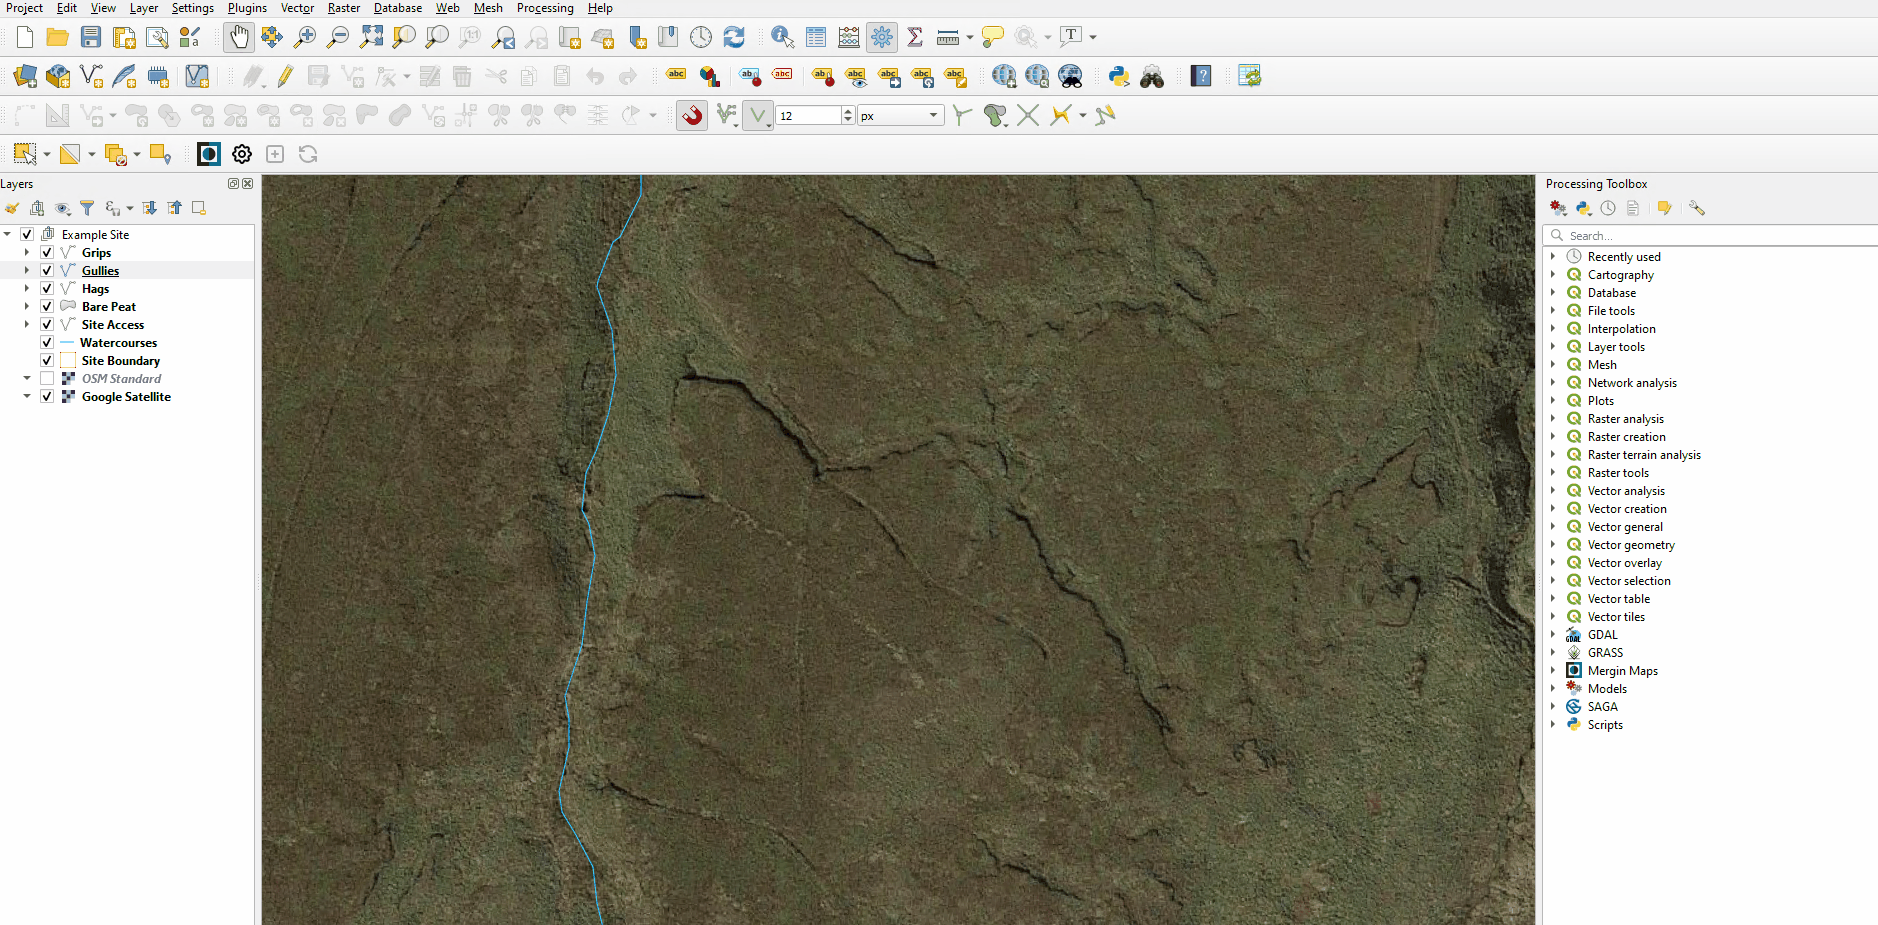 Project Edit View Layer Settings Plugins Vector Raster Database Web Mesh Processing Help
12 px
Layers
Example Site
Grips
Gullies
Hags
Bare Peat
Site Access
Watercourses
Site Boundary
OSM Standard
Google Satellite
Processing Toolbox
Search...
Recently used
Cartography
Database
File tools
Interpolation
Layer tools
Mesh
Network analysis
Plots
Raster analysis
Raster creation
Raster terrain analysis
Raster tools
Vector analysis
Vector creation
Vector general
Vector geometry
Vector overlay
Vector selection
Vector table
Vector tiles
GDAL
GRASS
Mergin Maps
Models
SAGA
Scripts